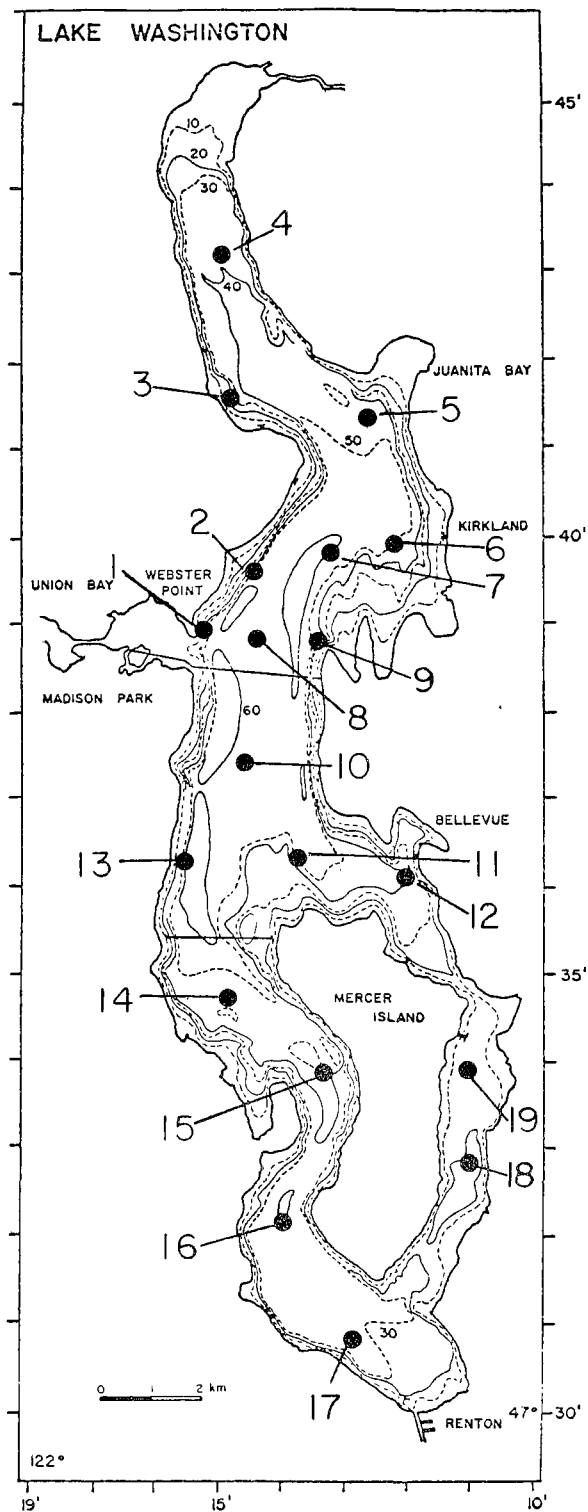 LAKE WASHINGTON
45'
10
20
30
4
40
3
JUANITA BAY
5
50
2
KIRKLAND
40'
1
6
UNION BAY
WEBSTER POINT
7
8
9
MADISON PARK
60
10
BELLEVUE
13
11
12
35'
14
MERCER ISLAND
15
19
18
16
30
17
0 1 2 km
47° 30'
RENTON
122°
19' 15' 10'